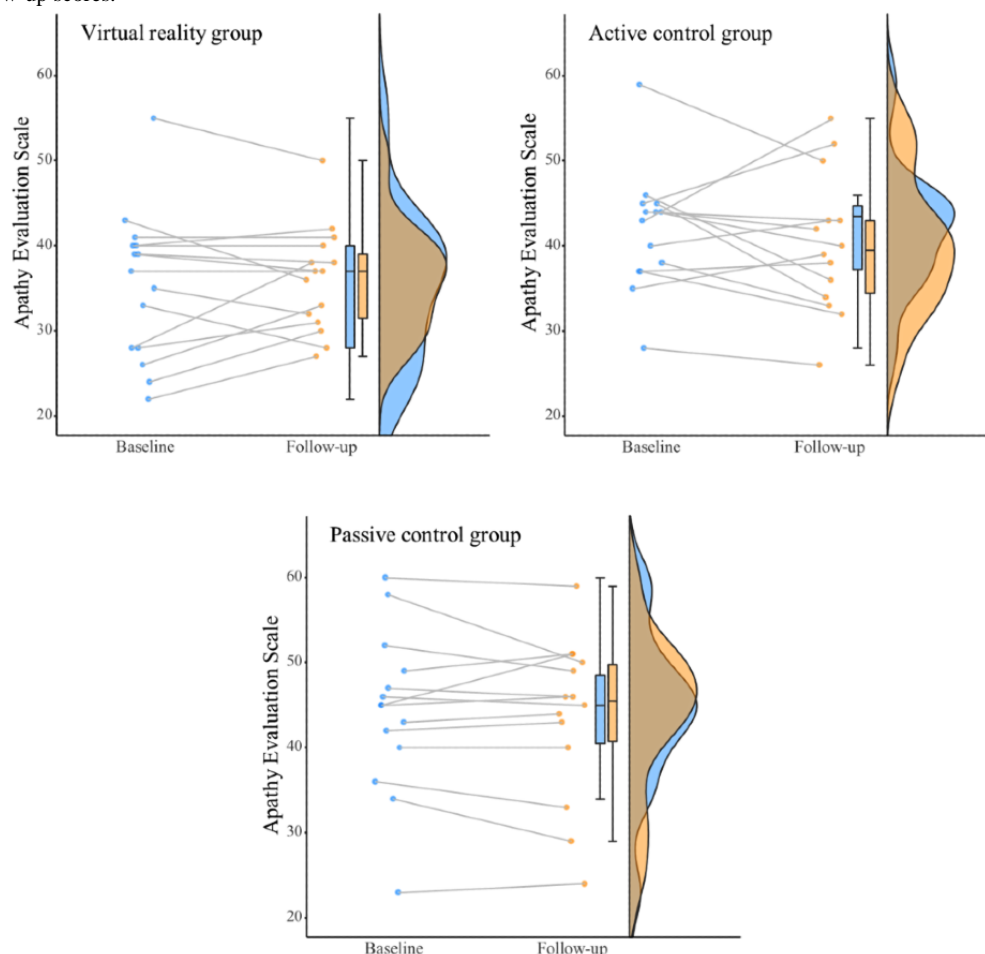 w-up scores.
Virtual reality group
Apathy Evaluation Scale
60
50
40
30
20
Baseline
Follow-up
Active control group
Apathy Evaluation Scale
60
50
40
30
20
Baseline
Follow-up
Passive control group
Apathy Evaluation Scale
60
50
40
30
20
Baseline
Follow-up